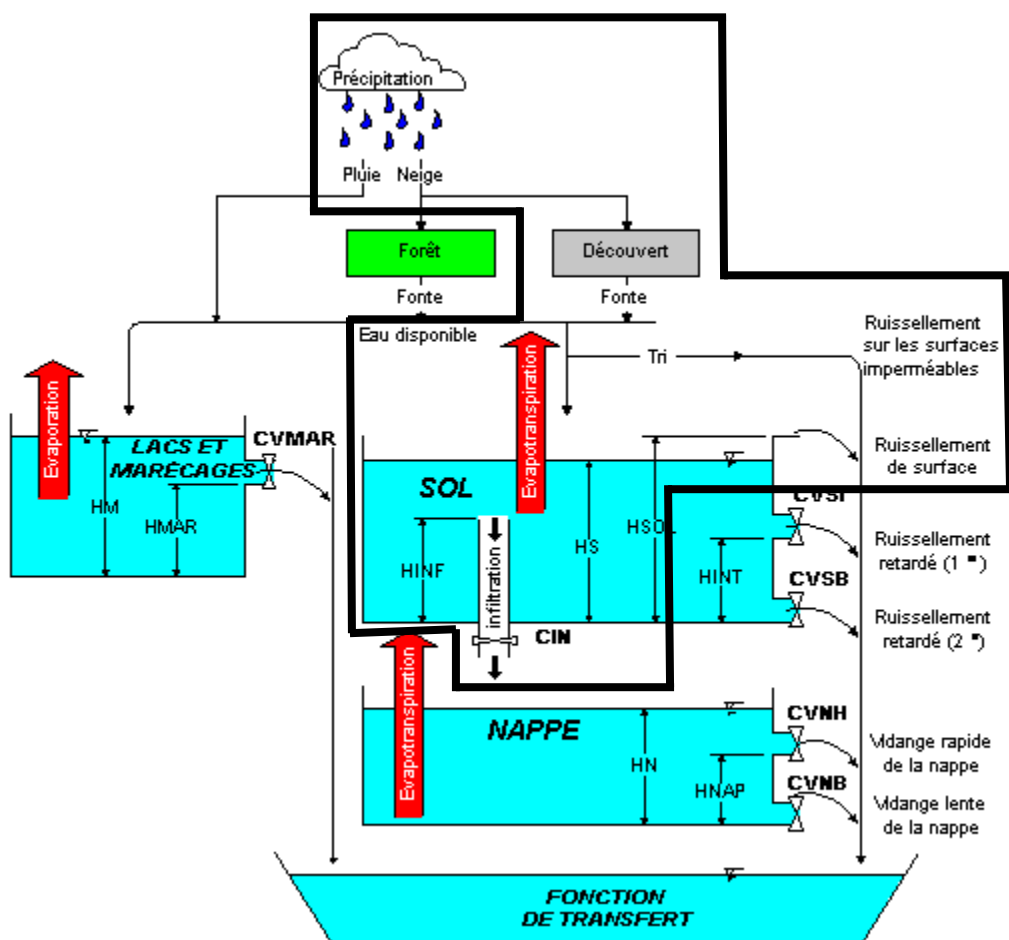 Précipitation
Pluie
Neige
Forêt
Découvert
Fonte
Fonte
Eau disponible
Tri
Ruissellement
sur les surfaces
imperméables
Evaporation
Evapotranspiration
LACS ET
MARÉCAGES
CVMAR
HM
HMAR
SOL
HINF
infiltration
HS
HSOL
HINT
Ruissellement
de surface
CVSI
Ruissellement
retardé (1 ")
CVSB
Ruissellement
retardé (2 ")
CIN
Evapotranspiration
NAPPE
HN
HNAP
CVNH
Vidange rapide
de la nappe
CVNB
Vidange lente
de la nappe
FONCTION
DE TRANSFERT